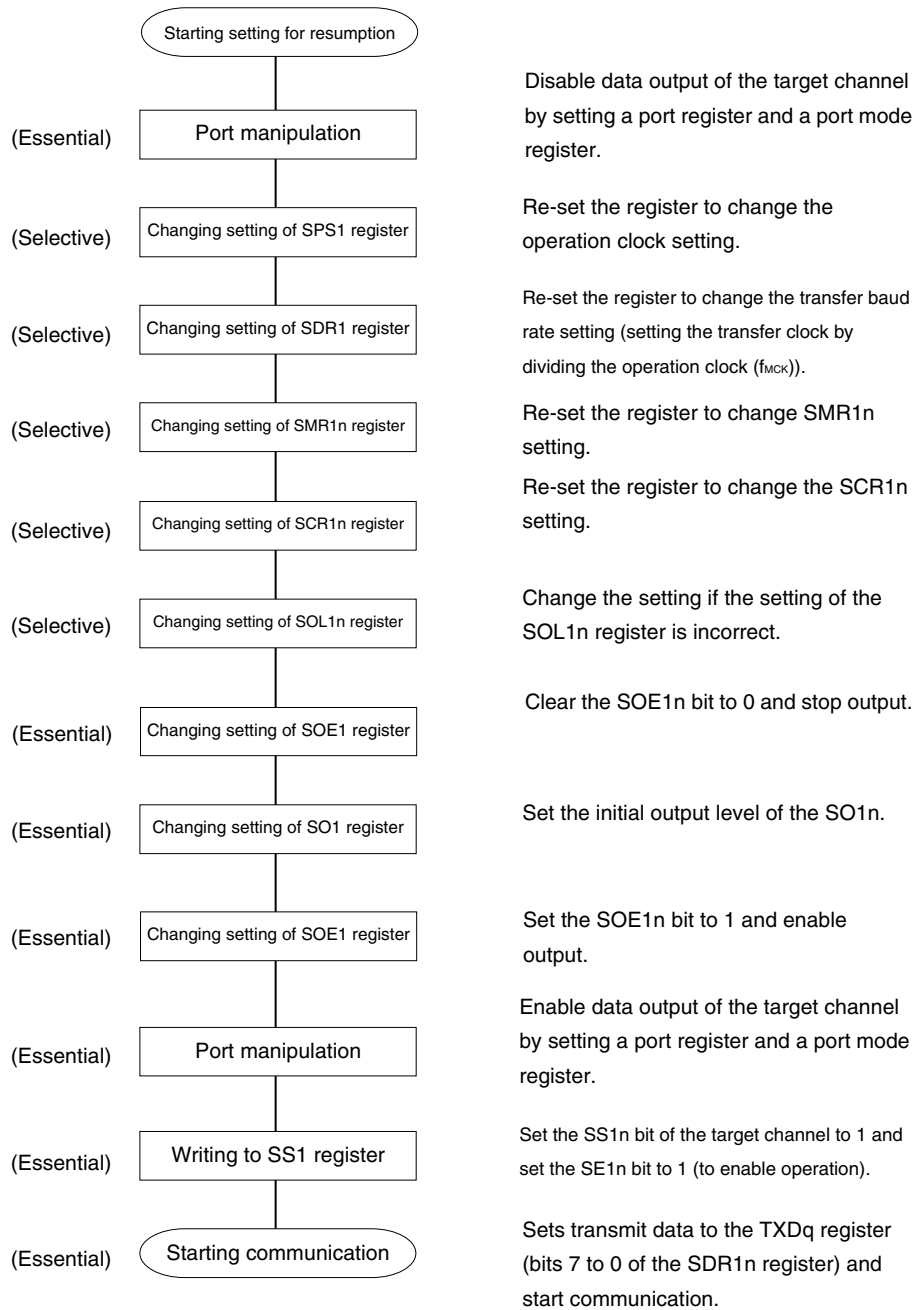 Starting setting for resumption
(Essential)
Port manipulation
Disable data output of the target channel
by setting a port register and a port mode
register.
(Selective)
Changing setting of SPS1 register
Re-set the register to change the
operation clock setting.
(Selective)
Changing setting of SDR1 register
Re-set the register to change the transfer baud
rate setting (setting the transfer clock by
dividing the operation clock (fMCK)).
(Selective)
Changing setting of SMR1n register
Re-set the register to change SMR1n
setting.
(Selective)
Changing setting of SCR1n register
Re-set the register to change the SCR1n
setting.
(Selective)
Changing setting of SOL1n register
Change the setting if the setting of the
SOL1n register is incorrect.
(Essential)
Changing setting of SOE1 register
Clear the SOE1n bit to 0 and stop output.
(Essential)
Changing setting of SO1 register
Set the initial output level of the SO1n.
(Essential)
Changing setting of SOE1 register
Set the SOE1n bit to 1 and enable
output.
(Essential)
Port manipulation
Enable data output of the target channel
by setting a port register and a port mode
register.
(Essential)
Writing to SS1 register
Set the SS1n bit of the target channel to 1 and
set the SE1n bit to 1 (to enable operation).
(Essential)
Starting communication
Sets transmit data to the TXDq register
(bits 7 to 0 of the SDR1n register) and
start communication.